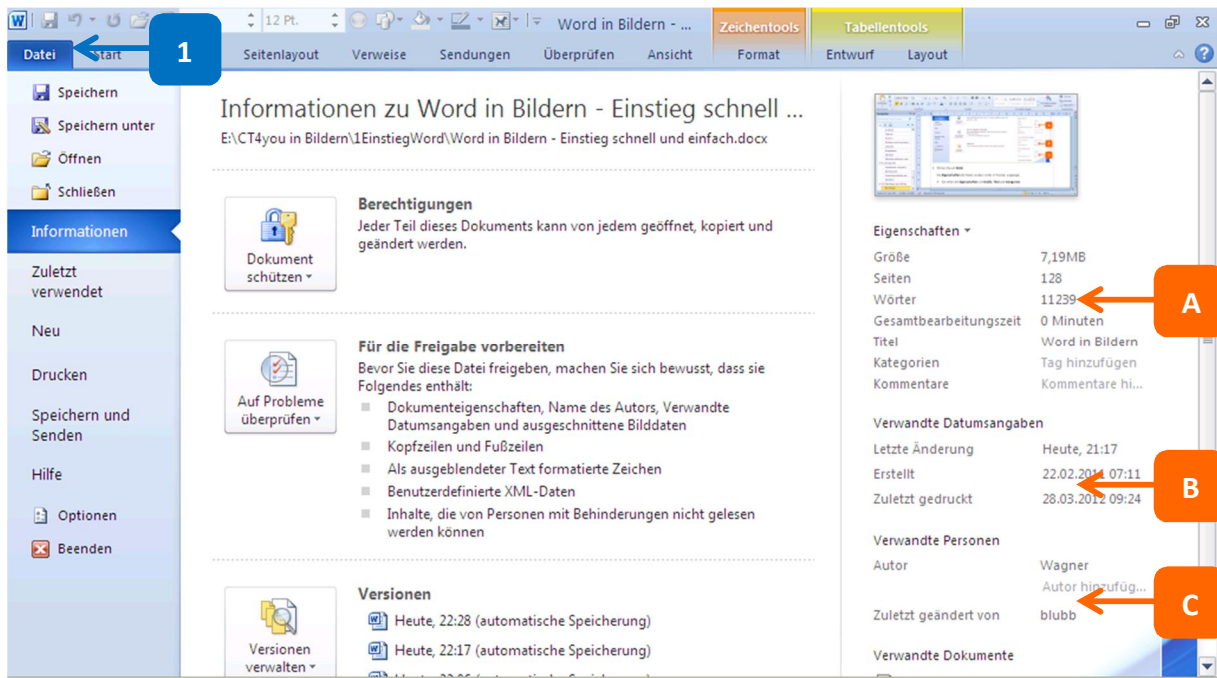 12 Pt.
Word in Bildern - ...
Zeichentools
Tabellentools
Datei
1
Seitenlayout
Verweise
Sendungen
Überprüfen
Ansicht
Format
Entwurf
Layout
Speichern
Speichern unter
Öffnen
Schließen
Informationen
Zuletzt
verwendet
Neu
Drucken
Speichern und
Senden
Hilfe
Optionen
Beenden
Informationen zu Word in Bildern - Einstieg schnell ...
E:\CT4you in Bildern\1EinstiegWord\Word in Bildern - Einstieg schnell und einfach.docx
Dokument
schützen
Berechtigungen
Jeder Teil dieses Dokuments kann von jedem geöffnet, kopiert und
geändert werden.
Auf Probleme
überprüfen
Für die Freigabe vorbereiten
Bevor Sie diese Datei freigeben, machen Sie sich bewusst, dass sie
Folgendes enthält:
Dokumenteigenschaften, Name des Autors, Verwandte
Datumsangaben und ausgeschnittene Bilddaten
Kopfzeilen und Fußzeilen
Als ausgeblendeter Text formatierte Zeichen
Benutzerdefinierte XML-Daten
Inhalte, die von Personen mit Behinderungen nicht gelesen
werden können
Versionen
verwalten
Versionen
Heute, 22:28 (automatische Speicherung)
Heute, 22:17 (automatische Speicherung)
Eigenschaften
Größe 7,19MB
Seiten 128
Wörter 11239
A
Gesamtbearbeitungszeit 0 Minuten
Titel Word in Bildern
Kategorien Tag hinzufügen
Kommentare Kommentare hi...
Verwandte Datumsangaben
Letzte Änderung Heute, 21:17
Erstellt 22.02.2011 07:11
B
Zuletzt gedruckt 28.03.2012 09:24
Verwandte Personen
Autor Wagner
Autor hinzufüg...
C
Zuletzt geändert von blubb
Verwandte Dokumente